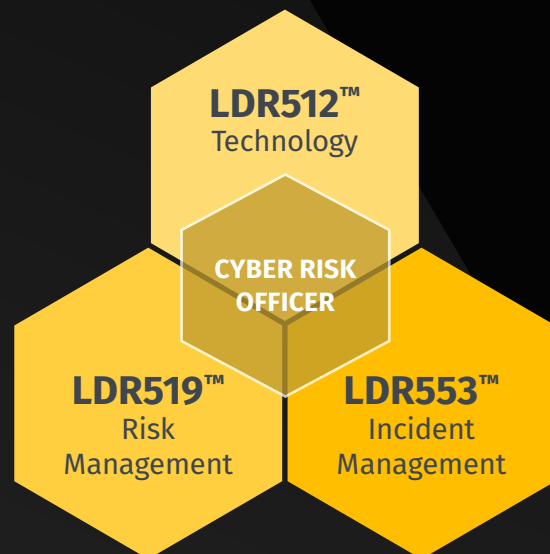 LDR512™
Technology
CYBER RISK
OFFICER
LDR519™
Risk
Management
LDR553™
Incident
Management